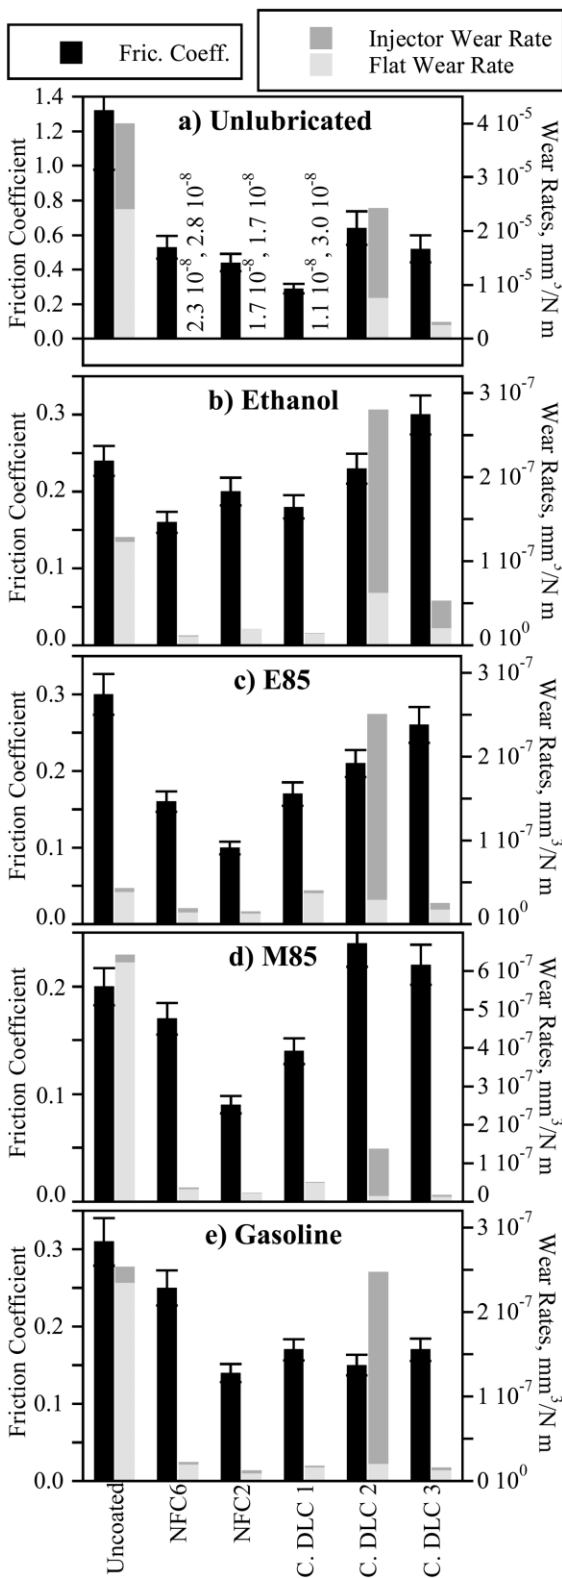 Fric. Coeff.
Injector Wear Rate
Flat Wear Rate
a) Unlubricated
Friction Coefficient
1.4
1.2
1.0
0.8
0.6
0.4
0.2
0.0
2.3 10⁻⁸, 2.8 10⁻⁸
1.7 10⁻⁸, 1.7 10⁻⁸
1.1 10⁻⁸, 3.0 10⁻⁸
4 10⁻⁵
3 10⁻⁵
2 10⁻⁵
1 10⁻⁵
0
Wear Rates, mm³/N m
b) Ethanol
Friction Coefficient
0.3
0.2
0.1
0.0
3 10⁻⁷
2 10⁻⁷
1 10⁻⁷
0 10⁰
Wear Rates, mm³/N m
c) E85
Friction Coefficient
0.3
0.2
0.1
0.0
3 10⁻⁷
2 10⁻⁷
1 10⁻⁷
0 10⁰
Wear Rates, mm³/N m
d) M85
Friction Coefficient
0.2
0.1
0.0
6 10⁻⁷
5 10⁻⁷
4 10⁻⁷
3 10⁻⁷
2 10⁻⁷
1 10⁻⁷
0
Wear Rates, mm³/N m
e) Gasoline
Friction Coefficient
0.3
0.2
0.1
0.0
3 10⁻⁷
2 10⁻⁷
1 10⁻⁷
0 10⁰
Wear Rates, mm³/N m
Uncoated
NFC6
NFC2
C. DLC 1
C. DLC 2
C. DLC 3